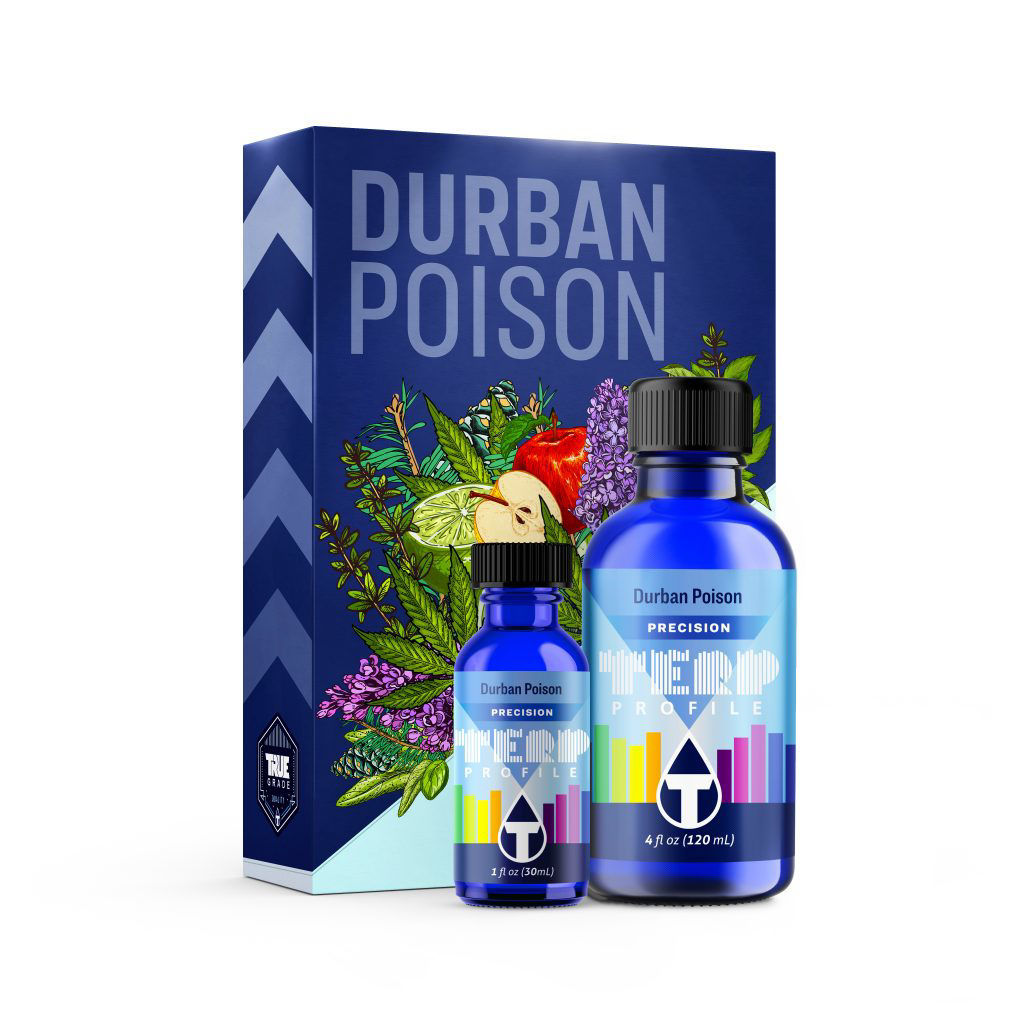 DURBAN
POISON
TRUE
GRADE
QUALITY
T
Durban Poison
PRECISION
TERP
PROFILE
T
1 fl oz (30mL)
Durban Poison
PRECISION
TERP
PROFILE
T
4 fl oz (120 mL)